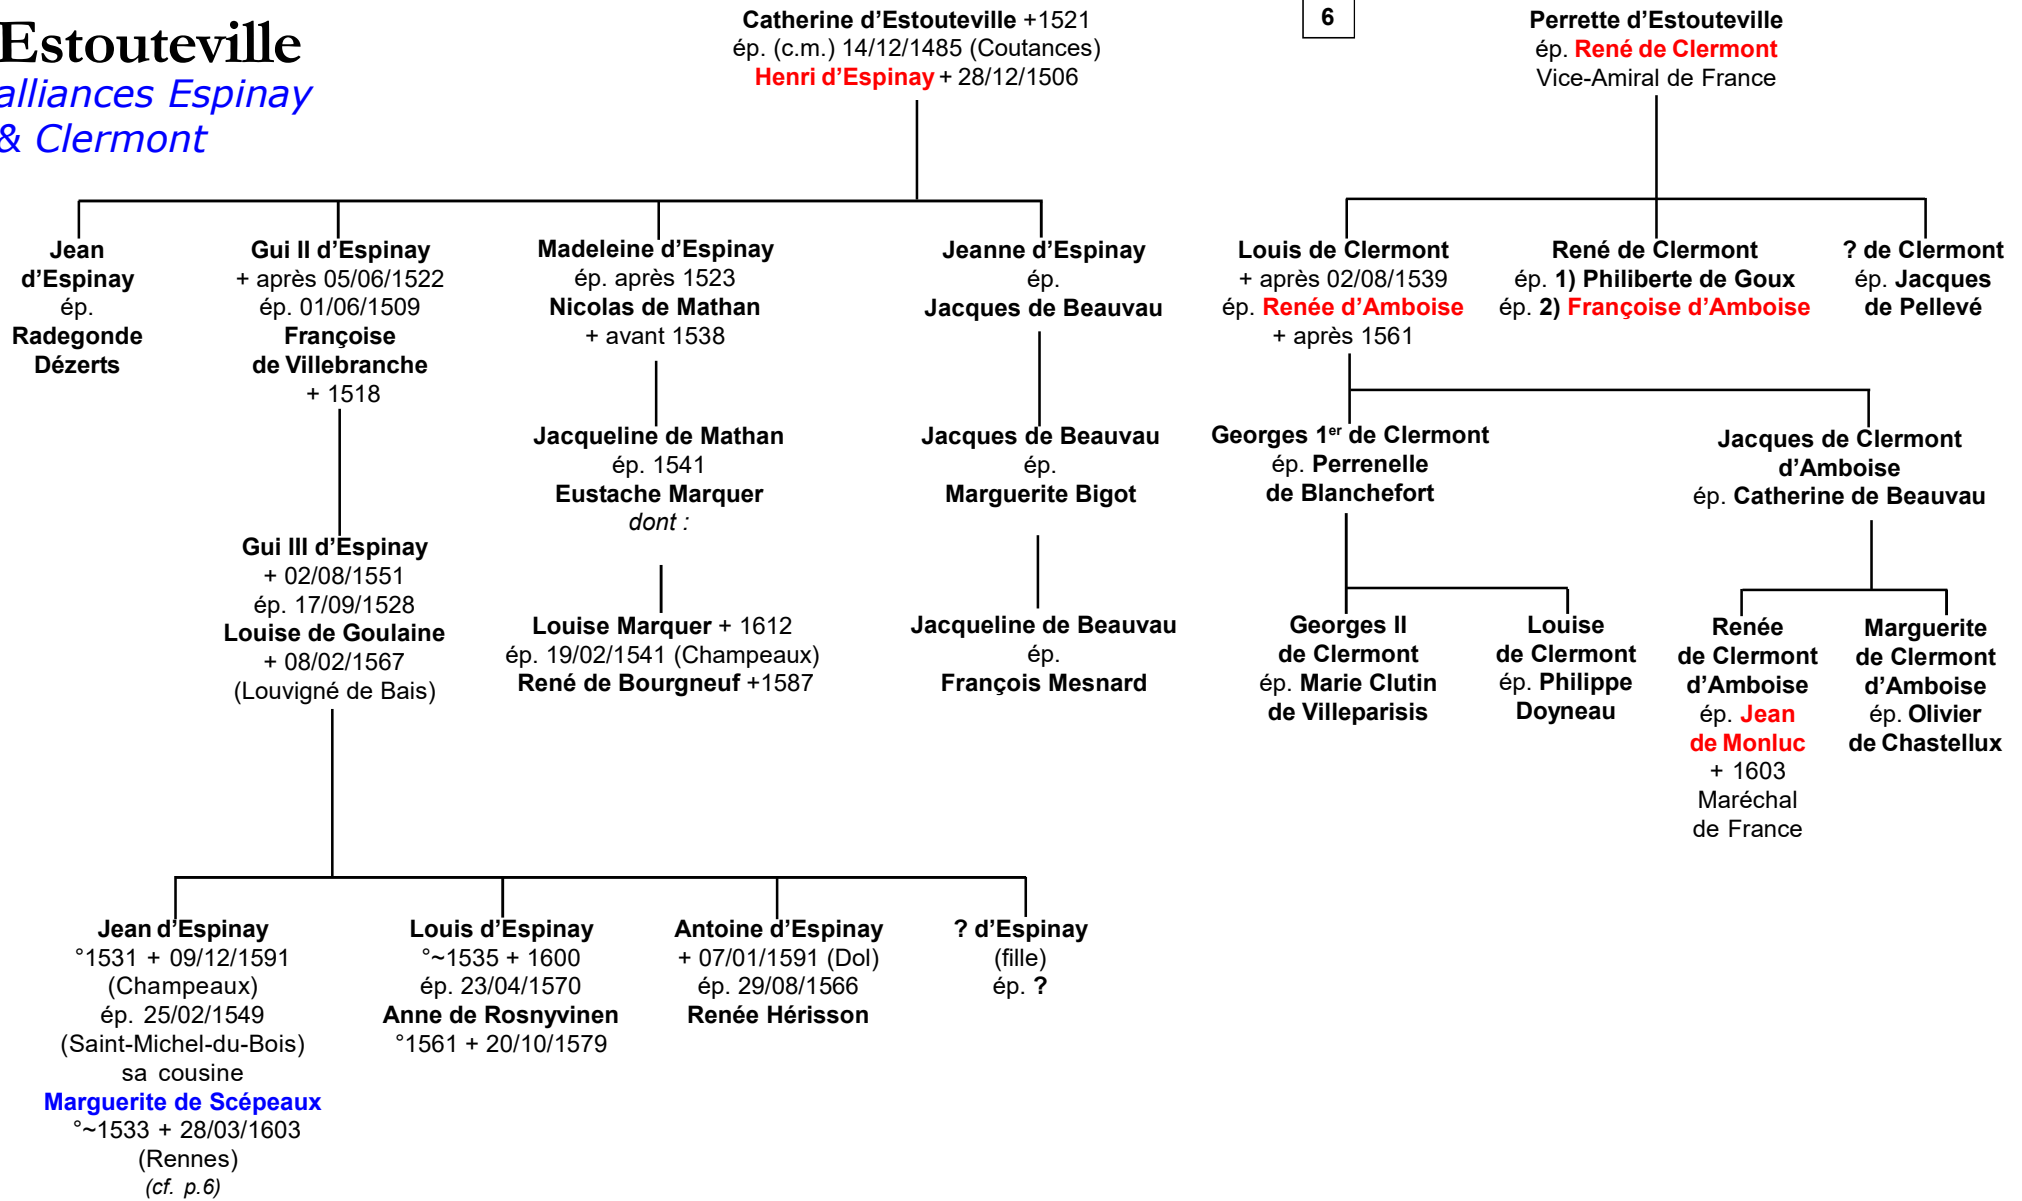 Estouteville
alliances Espinay
& Clermont
Catherine d’Estouteville +1521
ép. (c.m.) 14/12/1485 (Coutances)
Henri d’Espinay + 28/12/1506
6
Perrette d’Estouteville
ép. René de Clermont
Vice-Amiral de France
Jean
d’Espinay
ép.
Radegonde
Dézerts
Gui II d’Espinay
+ après 05/06/1522
ép. 01/06/1509
Françoise
de Villebranche
+ 1518
Madeleine d’Espinay
ép. après 1523
Nicolas de Mathan
+ avant 1538
Jeanne d’Espinay
ép.
Jacques de Beauvau
Louis de Clermont
+ après 02/08/1539
ép. Renée d’Amboise
+ après 1561
René de Clermont
ép. 1) Philiberte de Goux
ép. 2) Françoise d’Amboise
? de Clermont
ép. Jacques
de Pellevé
Jacqueline de Mathan
ép. 1541
Eustache Marquer
dont :
Jacques de Beauvau
ép.
Marguerite Bigot
Georges 1er de Clermont
ép. Perrenelle
de Blanchefort
Jacques de Clermont
d’Amboise
ép. Catherine de Beauvau
Gui III d’Espinay
+ 02/08/1551
ép. 17/09/1528
Louise de Goulaine
+ 08/02/1567
(Louvigné de Bais)
Louise Marquer + 1612
ép. 19/02/1541 (Champeaux)
René de Bourgneuf +1587
Jacqueline de Beauvau
ép.
François Mesnard
Georges II
de Clermont
ép. Marie Clutin
de Villeparisis
Louise
de Clermont
ép. Philippe
Doyneau
Renée
de Clermont
d’Amboise
ép. Jean
de Monluc
+ 1603
Maréchal
de France
Marguerite
de Clermont
d’Amboise
ép. Olivier
de Chastellux
Jean d’Espinay
°1531 + 09/12/1591
(Champeaux)
ép. 25/02/1549
(Saint-Michel-du-Bois)
sa cousine
Marguerite de Scépeaux
°~1533 + 28/03/1603
(Rennes)
(cf. p.6)
Louis d’Espinay
°~1535 + 1600
ép. 23/04/1570
Anne de Rosnyvinen
°1561 + 20/10/1579
Antoine d’Espinay
+ 07/01/1591 (Dol)
ép. 29/08/1566
Renée Hérisson
? d’Espinay
(fille)
ép. ?